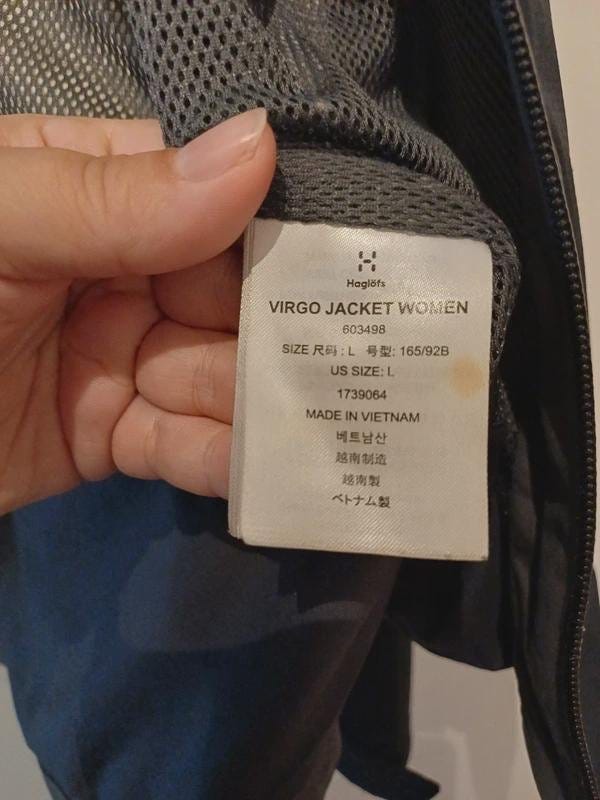 Haglöfs
VIRGO JACKET WOMEN
603498
SIZE 尺码 : L 号型: 165/92B
US SIZE: L
1739064
MADE IN VIETNAM
베트남산
越南制造
越南製
ベトナム製